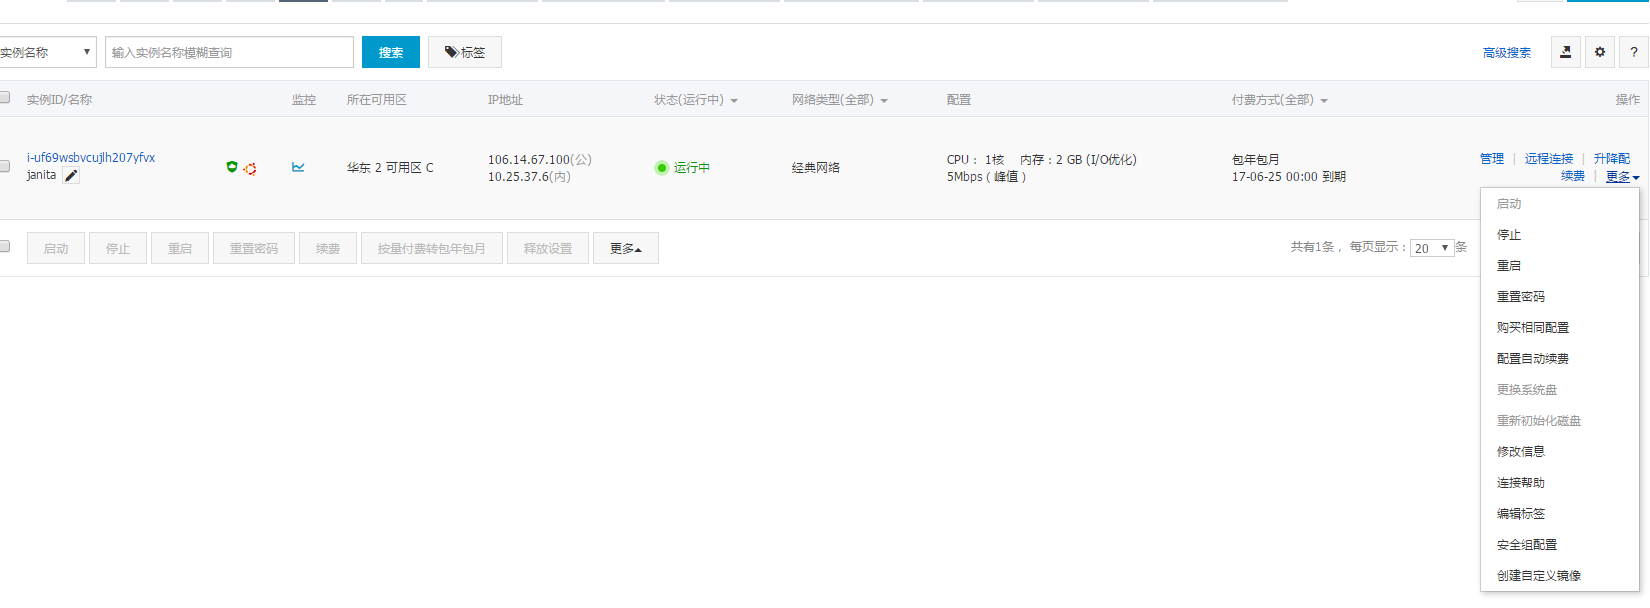 实例名称
输入实例名称模糊查询
搜索
标签
高级搜索
?
实例ID/名称 监控 所在可用区 IP地址 状态(运行中) 网络类型(全部) 配置 付费方式(全部) 操作
i-uf69wsbvcujlh207yfvx
janita
华东 2 可用区 C
106.14.67.100(公)
10.25.37.6(内)
运行中
经典网络
CPU： 1核 内存：2 GB (I/O优化)
5Mbps（峰值）
包年包月
17-06-25 00:00 到期
管理 | 远程连接 | 升降配
续费 | 更多
启动 停止 重启 重置密码 续费 按量付费转包年包月 释放设置 更多
共有1条， 每页显示：20 条
启动
停止
重启
重置密码
购买相同配置
配置自动续费
更换系统盘
重新初始化磁盘
修改信息
连接帮助
编辑标签
安全组配置
创建自定义镜像